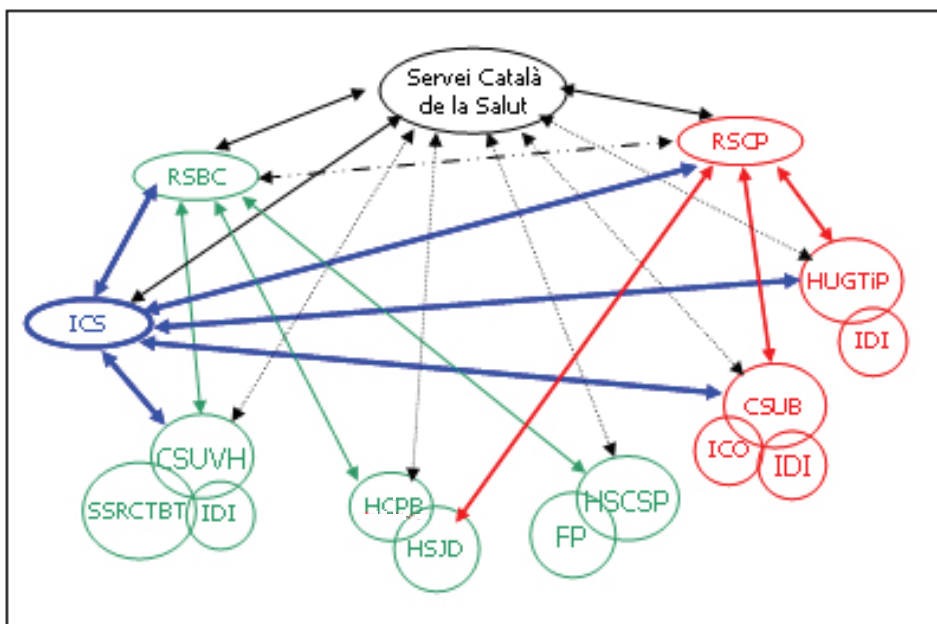 Servei Català
de la Salut
RSCP
RSBC
HUGTiP
ICS
IDI
CSUB
CSUVH
ICO
IDI
SSRCTBT
IDI
HCPB
HSCSP
FP
HSJD